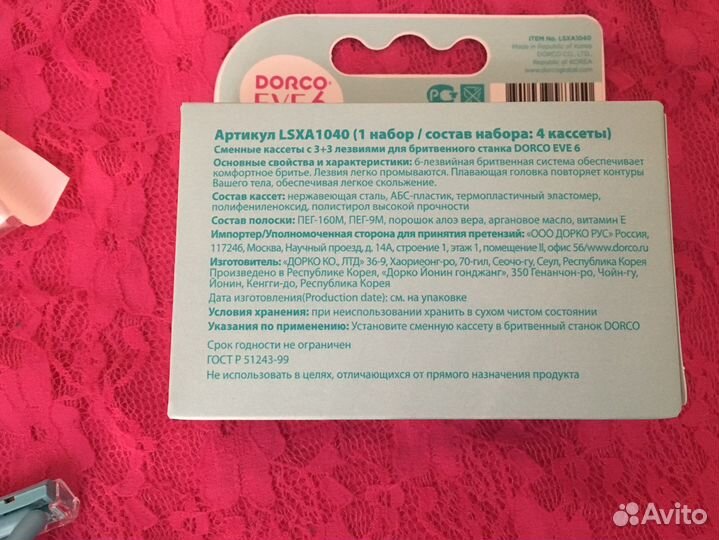 ITEM No. LSXA1040
Made in Republic of Korea
DORCO CO., LTD.
Republic of KOREA
www.dorcoglobal.com
DORCO
EVE 6
РСТ
Артикул LSXA1040 (1 набор / состав набора: 4 кассеты)
Сменные кассеты с 3+3 лезвиями для бритвенного станка DORCO EVE 6
Основные свойства и характеристики: 6-лезвийная бритвенная система обеспечивает
комфортное бритье. Лезвия легко промываются. Плавающая головка повторяет контуры
Вашего тела, обеспечивая легкое скольжение.
Состав кассет: нержавеющая сталь, АБС-пластик, термопластичный эластомер,
полифениленоксид, полистирол высокой прочности
Состав полоски: ПЕГ-160М, ПЕГ-9М, порошок алоэ вера, аргановое масло, витамин Е
Импортер/Уполномоченная сторона для принятия претензий: «ООО ДОРКО РУС» Россия,
117246, Москва, Научный проезд, д. 14А, строение 1, этаж 1, помещение II, офис 56/www.dorco.ru
Изготовитель: «ДОРКО КО., ЛТД» 36-9, Хаориеонг-ро, 70-гил, Сеочо-гу, Сеул, Республика Корея
Произведено в Республике Корея, «Дорко Йонин гонджанг», 350 Генанчон-ро, Чойн-гу,
Йонин, Кенгги-до, Республика Корея
Дата изготовления(Production date): см. на упаковке
Условия хранения: при неиспользовании хранить в сухом чистом состоянии
Указания по применению: Установите сменную кассету в бритвенный станок DORCO
Срок годности не ограничен
ГОСТ Р 51243-99
Не использовать в целях, отличающихся от прямого назначения продукта
Avito